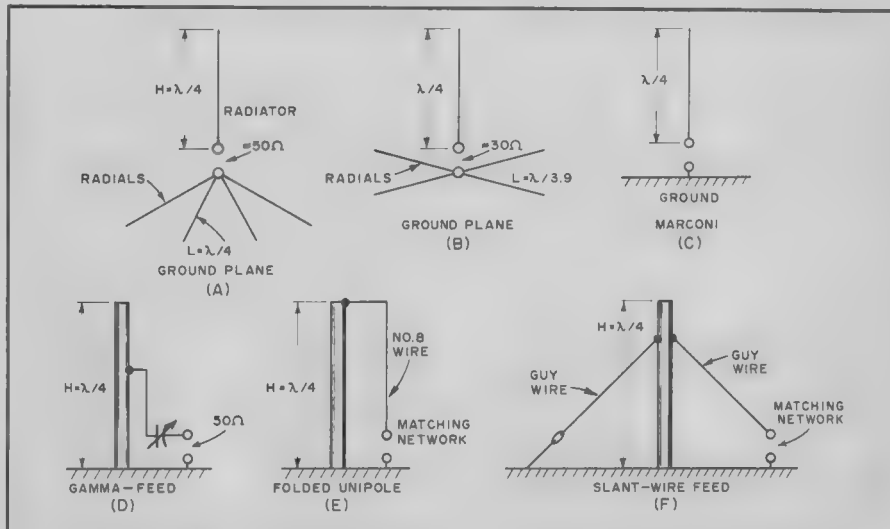 H=λ/4
RADIATOR
≈50Ω
RADIALS
L=λ/4
GROUND PLANE
(A)
λ/4
≈30Ω
RADIALS
L=λ/3.9
GROUND PLANE
(B)
λ/4
GROUND
MARCONI
(C)
H=λ/4
50Ω
GAMMA-FEED
(D)
H=λ/4
NO.8
WIRE
MATCHING
NETWORK
FOLDED UNIPOLE
(E)
H=λ/4
GUY
WIRE
GUY
WIRE
MATCHING
NETWORK
SLANT-WIRE FEED
(F)